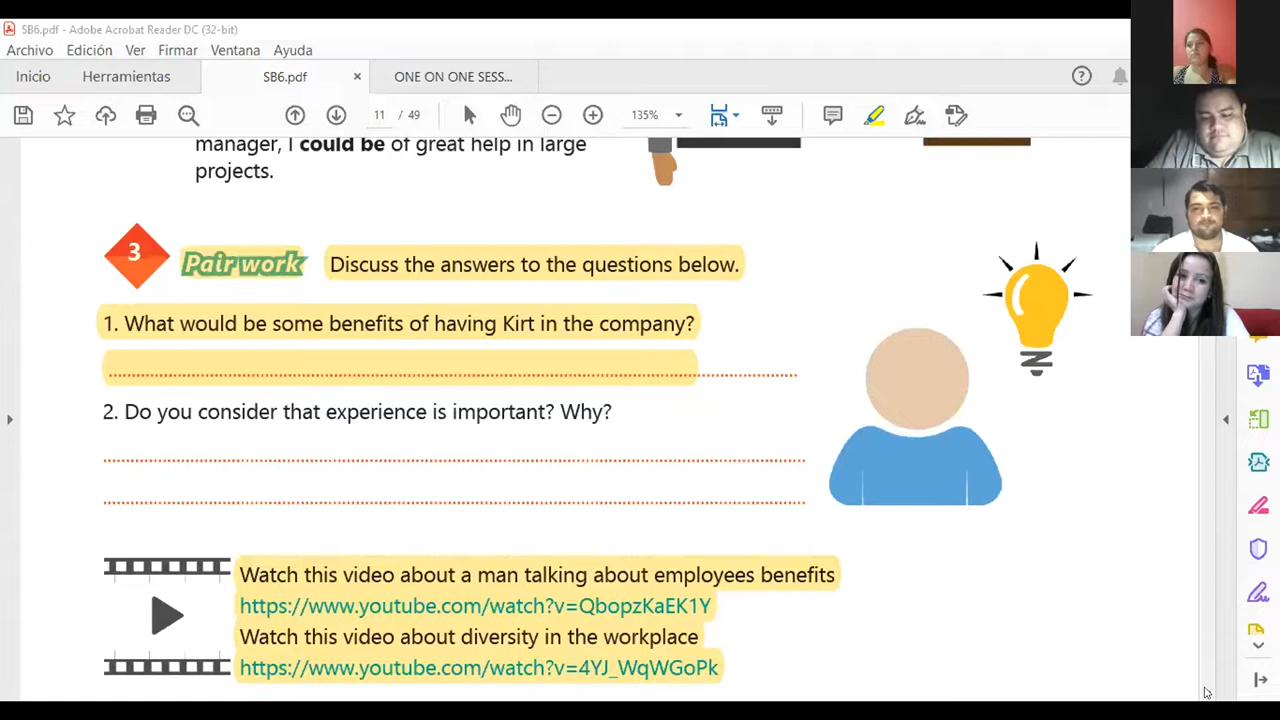 SB6.pdf - Adobe Acrobat Reader DC (32-bit)
Archivo Edición Ver Firmar Ventana Ayuda
Inicio Herramientas SB6.pdf × ONE ON ONE SESS...
11 / 49 135%
manager, I could be of great help in large
projects.
3 Pair work Discuss the answers to the questions below.
1. What would be some benefits of having Kirt in the company?
2. Do you consider that experience is important? Why?
Watch this video about a man talking about employees benefits
https://www.youtube.com/watch?v=QbopzKaEK1Y
Watch this video about diversity in the workplace
https://www.youtube.com/watch?v=4YJ_WqWGoPk